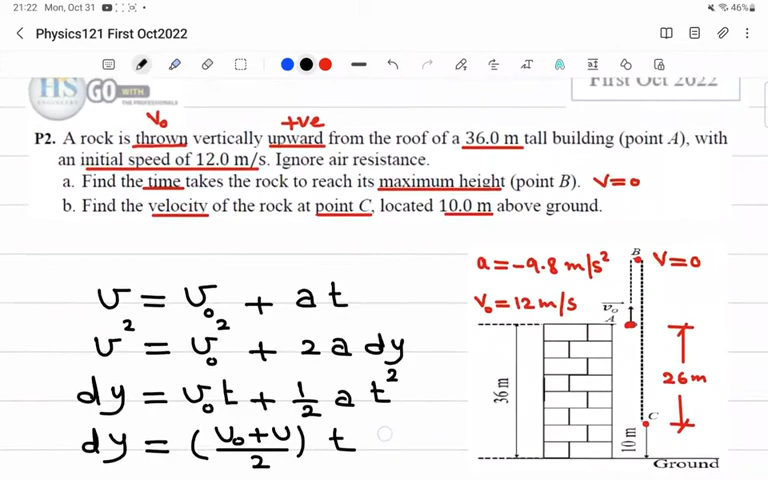 21:22 Mon, Oct 31
46%
Physics121 First Oct2022
HS
GO WITH
THE PROFESSIONALS
First Oct 2022
V₀ +ve
P2. A rock is thrown vertically upward from the roof of a 36.0 m tall building (point A), with
an initial speed of 12.0 m/s. Ignore air resistance.
a. Find the time takes the rock to reach its maximum height (point B). V=0
b. Find the velocity of the rock at point C, located 10.0 m above ground.
v = v₀ + at
v² = v₀² + 2a dy
dy = v₀t + 1/2 a t²
dy = (v₀+v/2) t
a = -9.8 m/s²
B V=0
V₀ = 12 m/s
v₀
A
36 m
26m
C
10 m
Ground